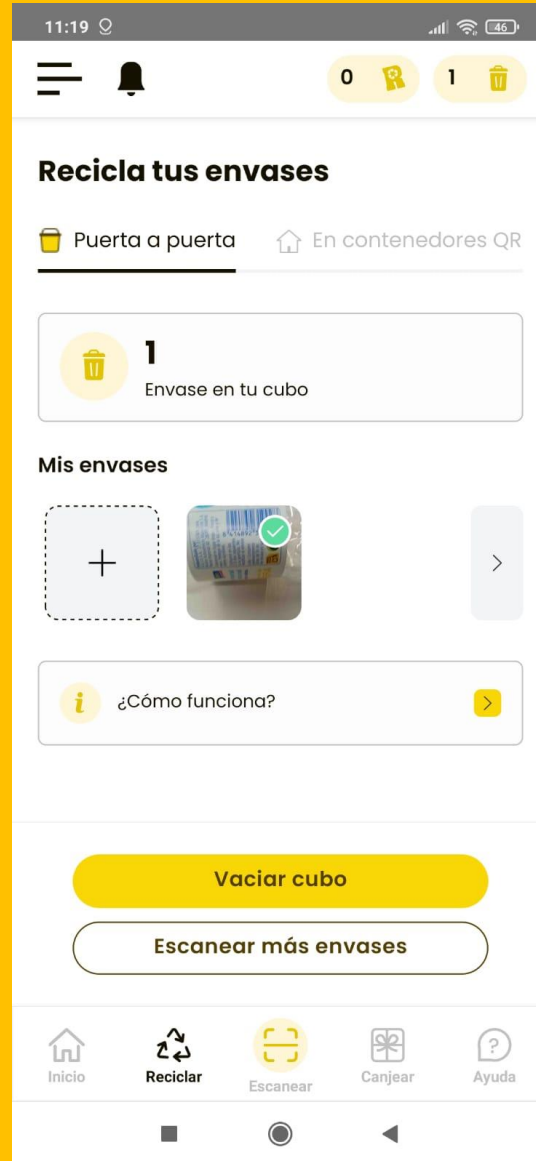 11:19
46
0
1
Recicla tus envases
Puerta a puerta
En contenedores QR
1
Envase en tu cubo
Mis envases
¿Cómo funciona?
Vaciar cubo
Escanear más envases
Inicio
Reciclar
Escanear
Canjear
Ayuda